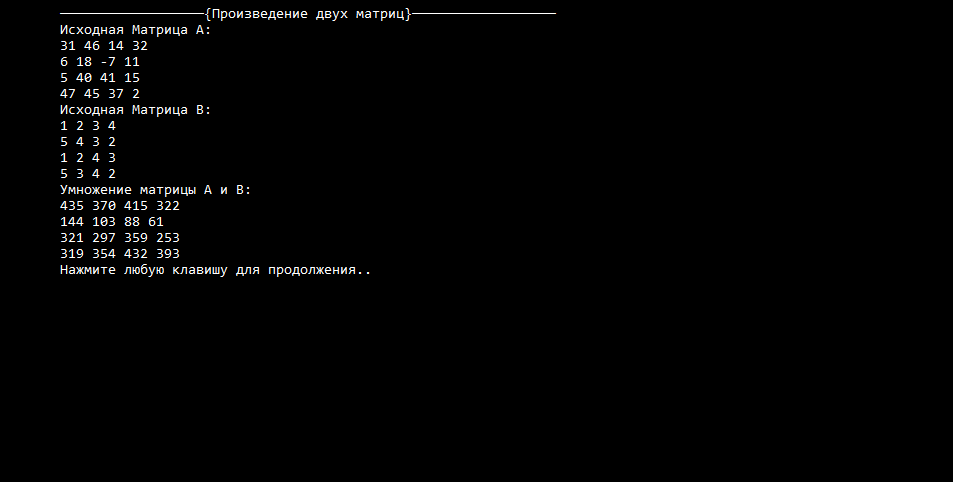 {Произведение двух матриц}
Исходная Матрица А:
31 46 14 32
6 18 -7 11
5 40 41 15
47 45 37 2
Исходная Матрица В:
1 2 3 4
5 4 3 2
1 2 4 3
5 3 4 2
Умножение матрицы А и В:
435 370 415 322
144 103 88 61
321 297 359 253
319 354 432 393
Нажмите любую клавишу для продолжения..